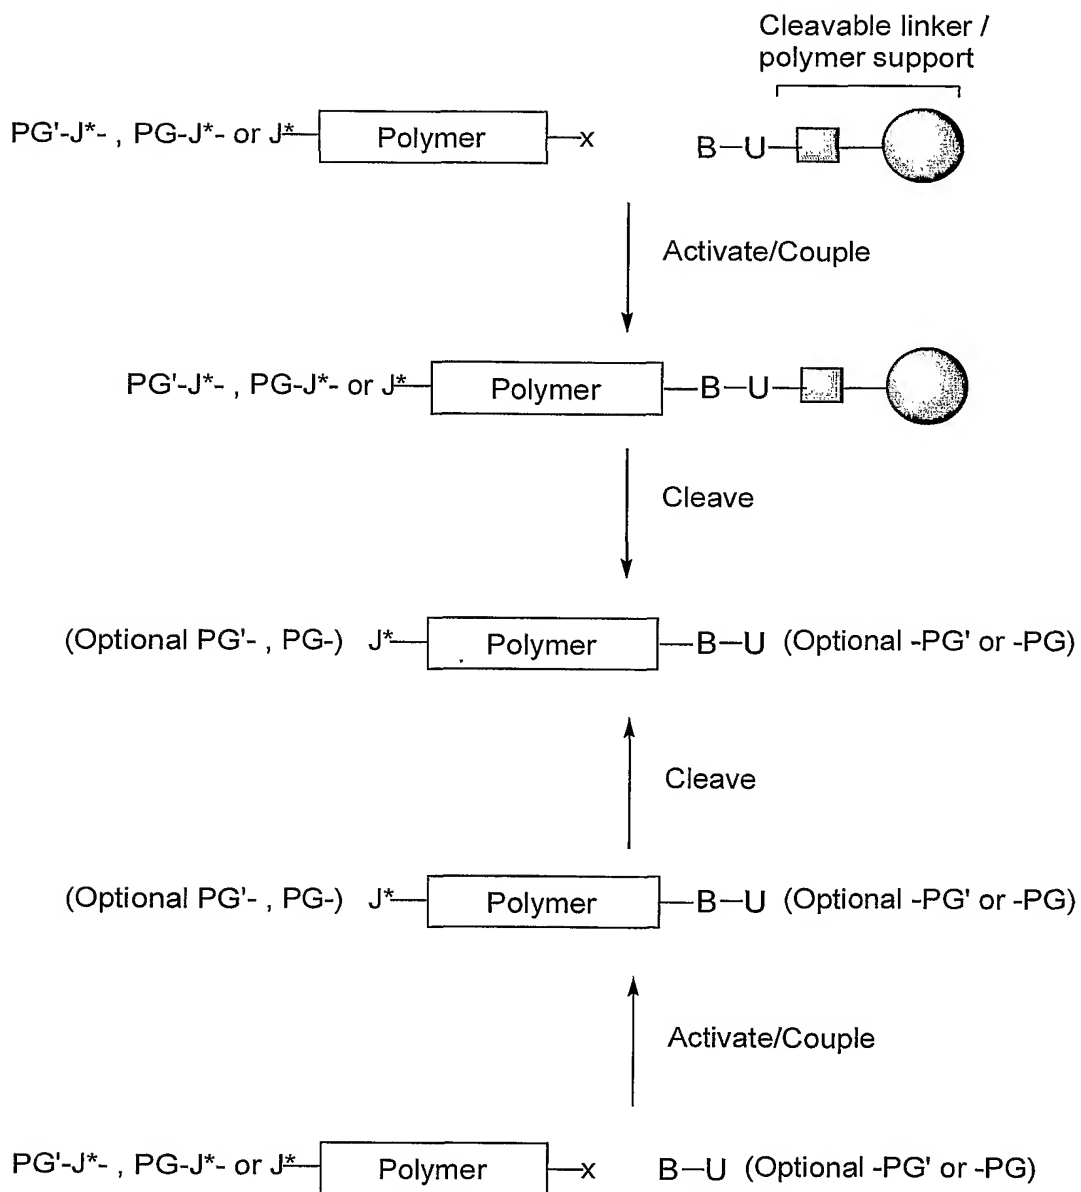 Cleavable linker /
polymer support
PG'-J*- , PG-J*- or J* Polymer x B-U
Activate/Couple
PG'-J*- , PG-J*- or J* Polymer B-U
Cleave
(Optional PG'- , PG-) J* Polymer B-U (Optional -PG' or -PG)
Cleave
(Optional PG'- , PG-) J* Polymer B-U (Optional -PG' or -PG)
Activate/Couple
PG'-J*- , PG-J*- or J* Polymer x B-U (Optional -PG' or -PG)